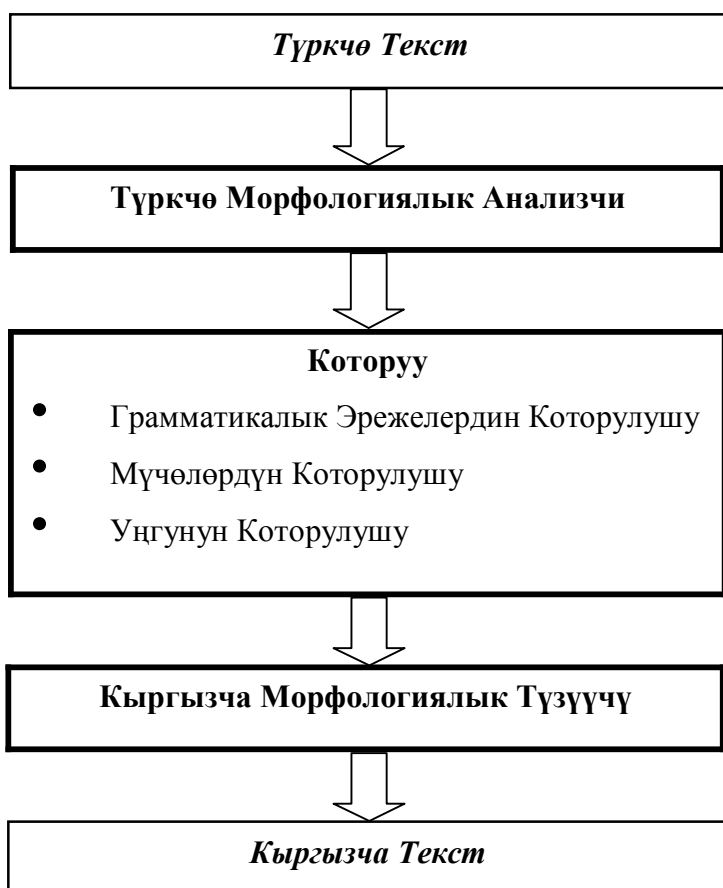 Түркчө Текст
Түркчө Морфологиялык Анализчи
Которуу
• Грамматикалык Эрежелердин Которулушу
• Мүчөлөрдүн Которулушу
• Уңгунун Которулушу
Кыргызча Морфологиялык Түзүүчү
Кыргызча Текст